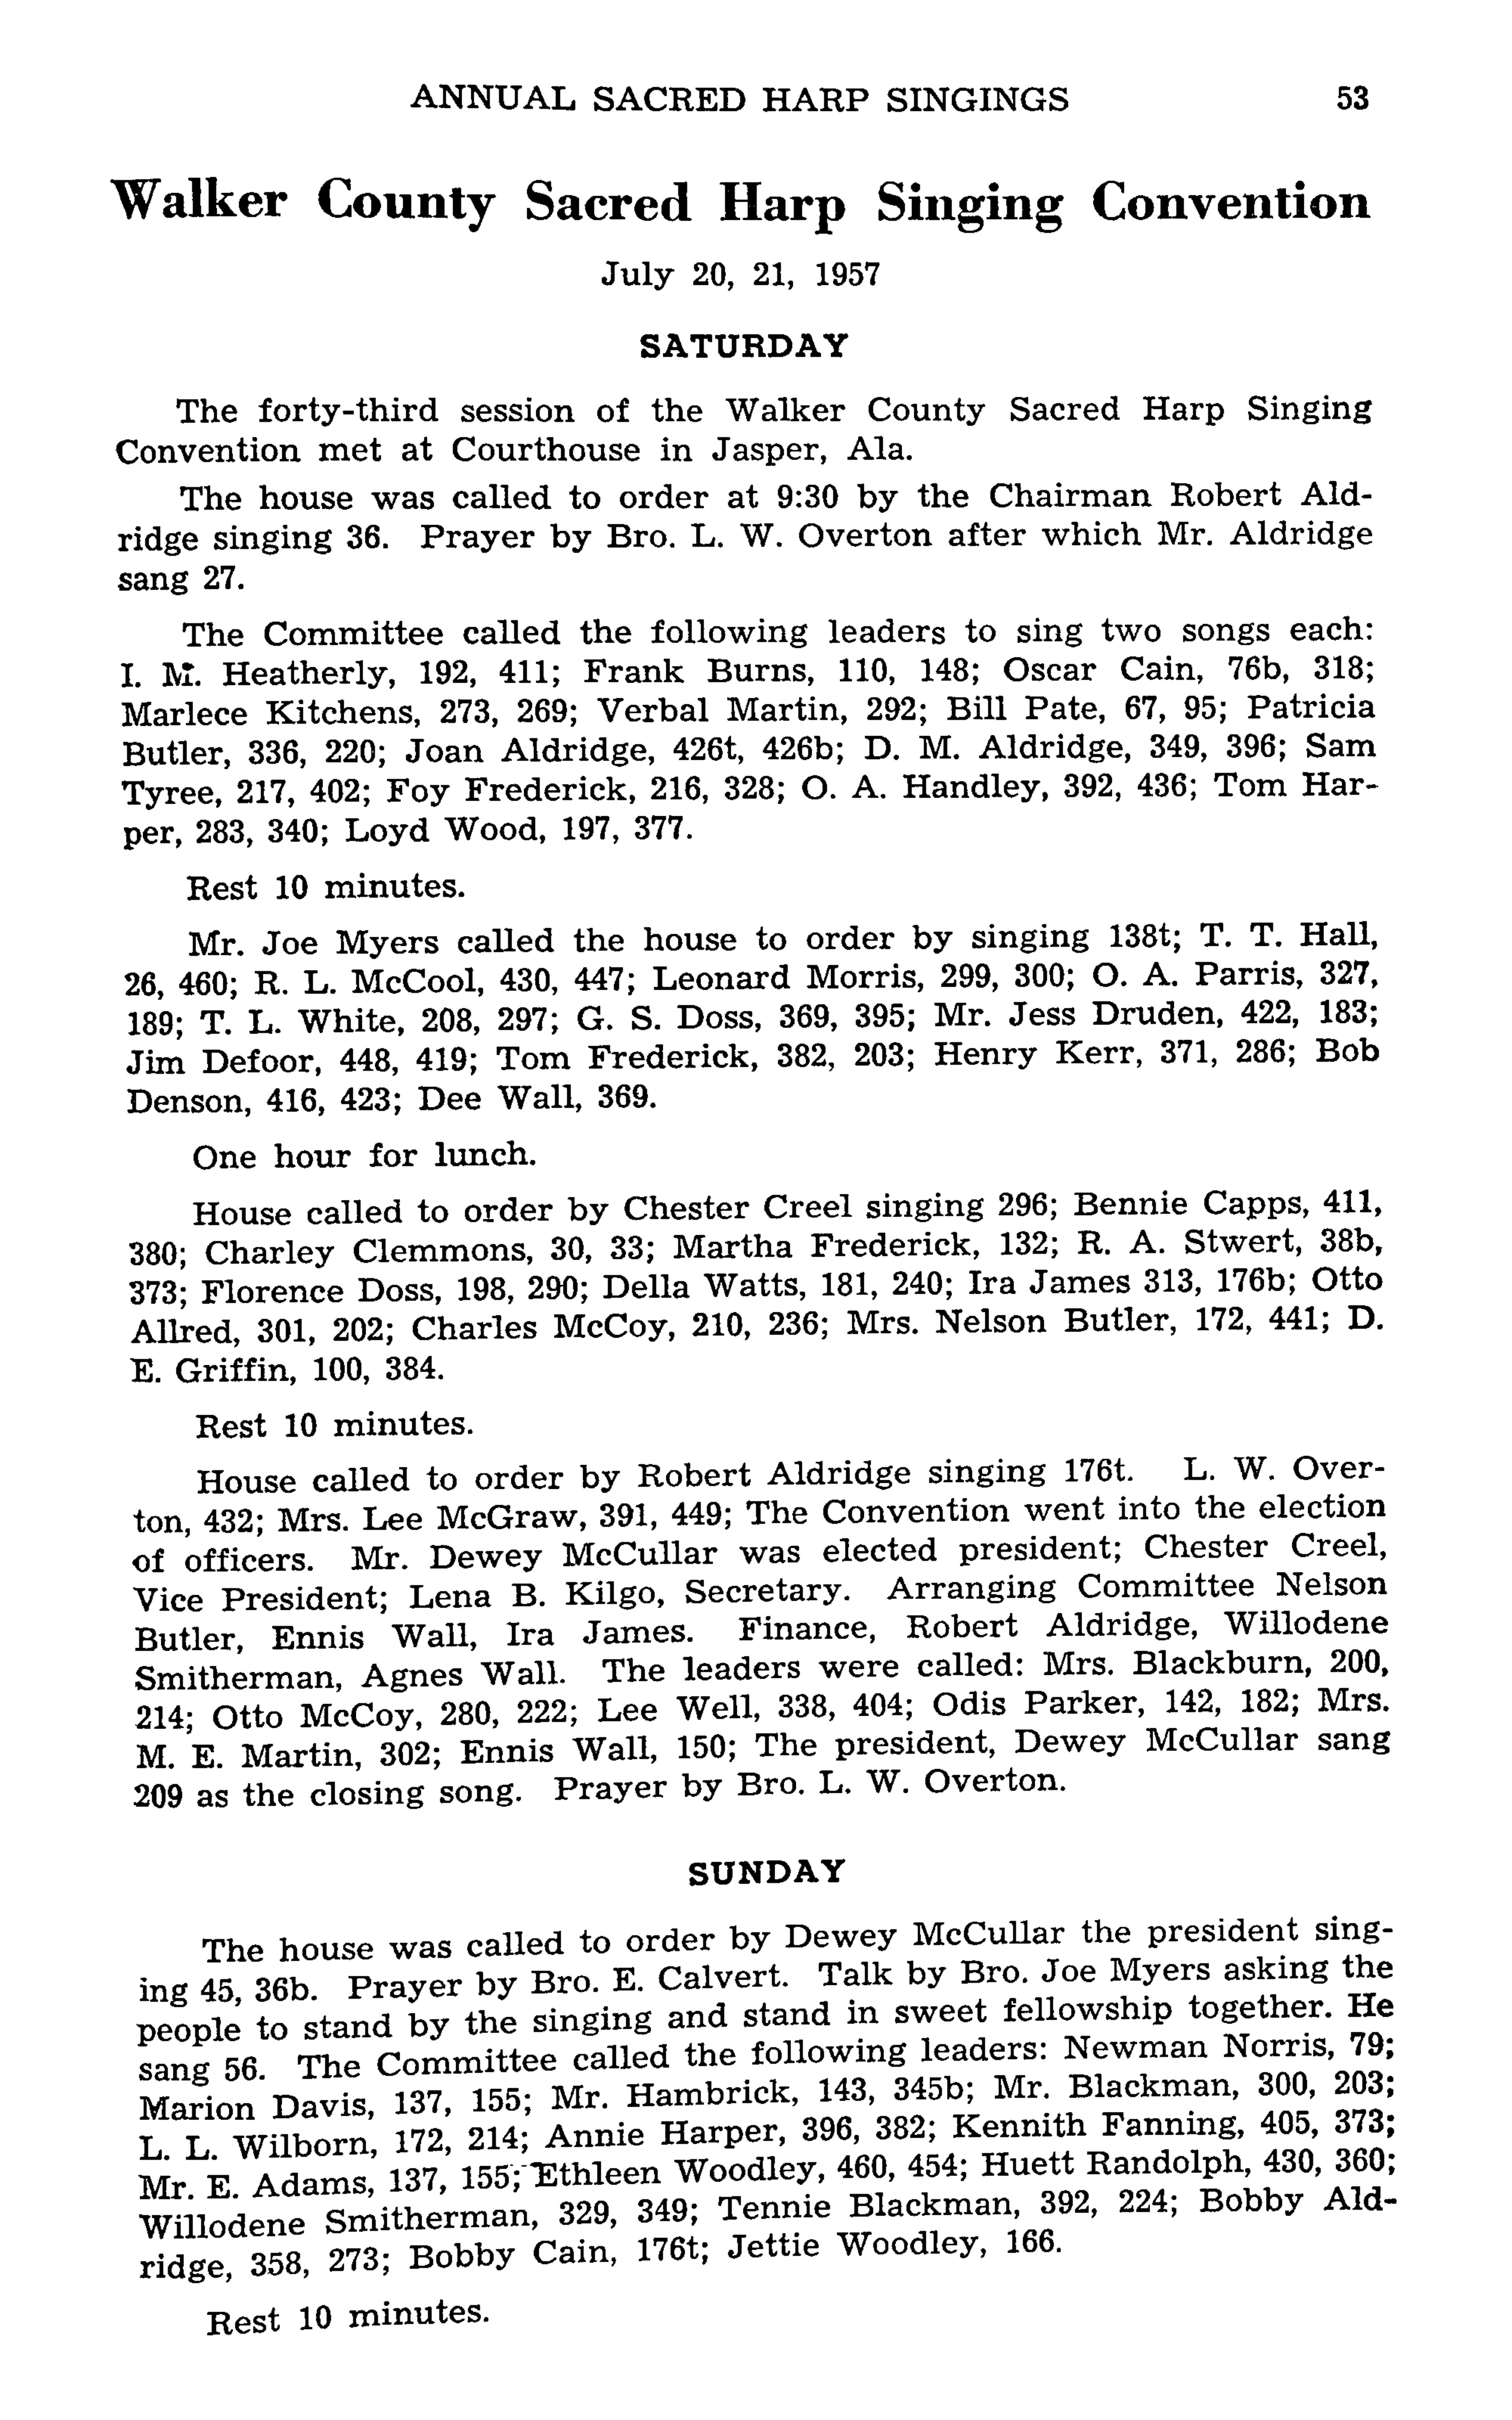 ANNUAL SACRED HARP SINGINGS 53
Walker County Sacred Harp Singing Convention
July 20, 21, 1957
SATURDAY
The forty-third session of the Walker County Sacred Harp Singing
Convention met at Courthouse in Jasper, Ala.
The house was called to order at 9:30 by the Chairman Robert Ald-
ridge singing 36. Prayer by Bro. L. W. Overton after which Mr. Aldridge
sang 27.
The Committee called the following leaders to sing two songs each:
I. M. Heatherly, 192, 411; Frank Burns, 110, 148; Oscar Cain, 76b, 318;
Marlece Kitchens, 273, 269; Verbal Martin, 292; Bill Pate, 67, 95; Patricia
Butler, 336, 220; Joan Aldridge, 426t, 426b; D. M. Aldridge, 349, 396; Sam
Tyree, 217, 402; Foy Frederick, 216, 328; O. A. Handley, 392, 436; Tom Har-
per, 283, 340; Loyd Wood, 197, 377.
Rest 10 minutes.
Mr. Joe Myers called the house to order by singing 138t; T. T. Hall,
26, 460; R. L. McCool, 430, 447; Leonard Morris, 299, 300; O. A. Parris, 327,
189; T. L. White, 208, 297; G. S. Doss, 369, 395; Mr. Jess Druden, 422, 183;
Jim Defoor, 448, 419; Tom Frederick, 382, 203; Henry Kerr, 371, 286; Bob
Denson, 416, 423; Dee Wall, 369.
One hour for lunch.
House called to order by Chester Creel singing 296; Bennie Capps, 411,
380; Charley Clemmons, 30, 33; Martha Frederick, 132; R. A. Stwert, 38b,
373; Florence Doss, 198, 290; Della Watts, 181, 240; Ira James 313, 176b; Otto
Allred, 301, 202; Charles McCoy, 210, 236; Mrs. Nelson Butler, 172, 441; D.
E. Griffin, 100, 384.
Rest 10 minutes.
House called to order by Robert Aldridge singing 176t. L. W. Over-
ton, 432; Mrs. Lee McGraw, 391, 449; The Convention went into the election
of officers. Mr. Dewey McCullar was elected president; Chester Creel,
Vice President; Lena B. Kilgo, Secretary. Arranging Committee Nelson
Butler, Ennis Wall, Ira James. Finance, Robert Aldridge, Willodene
Smitherman, Agnes Wall. The leaders were called: Mrs. Blackburn, 200,
214; Otto McCoy, 280, 222; Lee Well, 338, 404; Odis Parker, 142, 182; Mrs.
M. E. Martin, 302; Ennis Wall, 150; The president, Dewey McCullar sang
209 as the closing song. Prayer by Bro. L. W. Overton.
SUNDAY
The house was called to order by Dewey McCullar the president sing-
ing 45, 36b. Prayer by Bro. E. Calvert. Talk by Bro. Joe Myers asking the
people to stand by the singing and stand in sweet fellowship together. He
sang 56. The Committee called the following leaders: Newman Norris, 79;
Marion Davis, 137, 155; Mr. Hambrick, 143, 345b; Mr. Blackman, 300, 203;
L. L. Wilborn, 172, 214; Annie Harper, 396, 382; Kennith Fanning, 405, 373;
Mr. E. Adams, 137, 155; Ethleen Woodley, 460, 454; Huett Randolph, 430, 360;
Willodene Smitherman, 329, 349; Tennie Blackman, 392, 224; Bobby Ald-
ridge, 358, 273; Bobby Cain, 176t; Jettie Woodley, 166.
Rest 10 minutes.